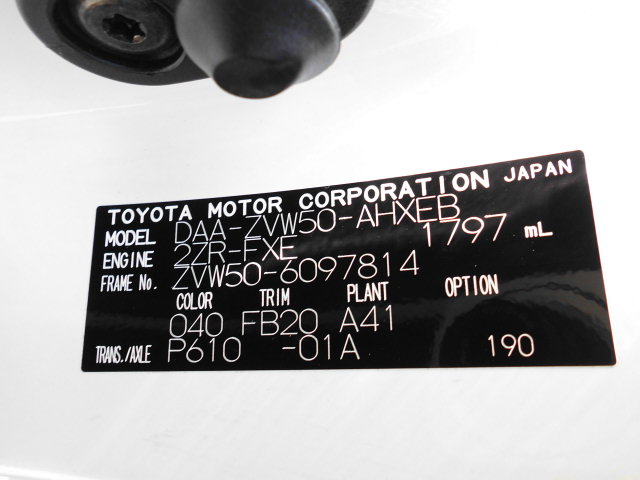 TOYOTA MOTOR CORPORATION JAPAN
MODEL DAA-ZVW50-AHXEB
ENGINE 2ZR-FXE 1797 mL
FRAME No. ZVW50-6097814
COLOR TRIM PLANT OPTION
040 FB20 A41
TRANS./AXLE P610 -01A 190